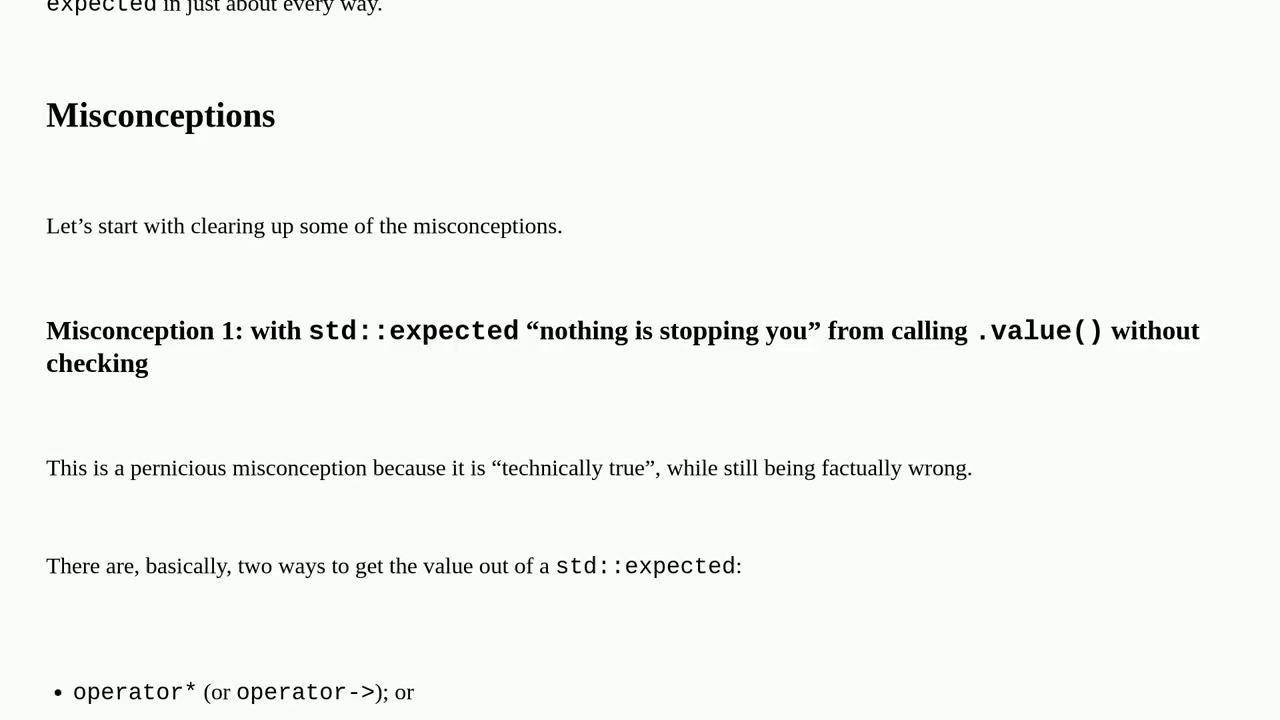 expected in just about every way.
Misconceptions
Let’s start with clearing up some of the misconceptions.
Misconception 1: with std::expected “nothing is stopping you” from calling .value() without
checking
This is a pernicious misconception because it is “technically true”, while still being factually wrong.
There are, basically, two ways to get the value out of a std::expected:
• operator* (or operator->); or